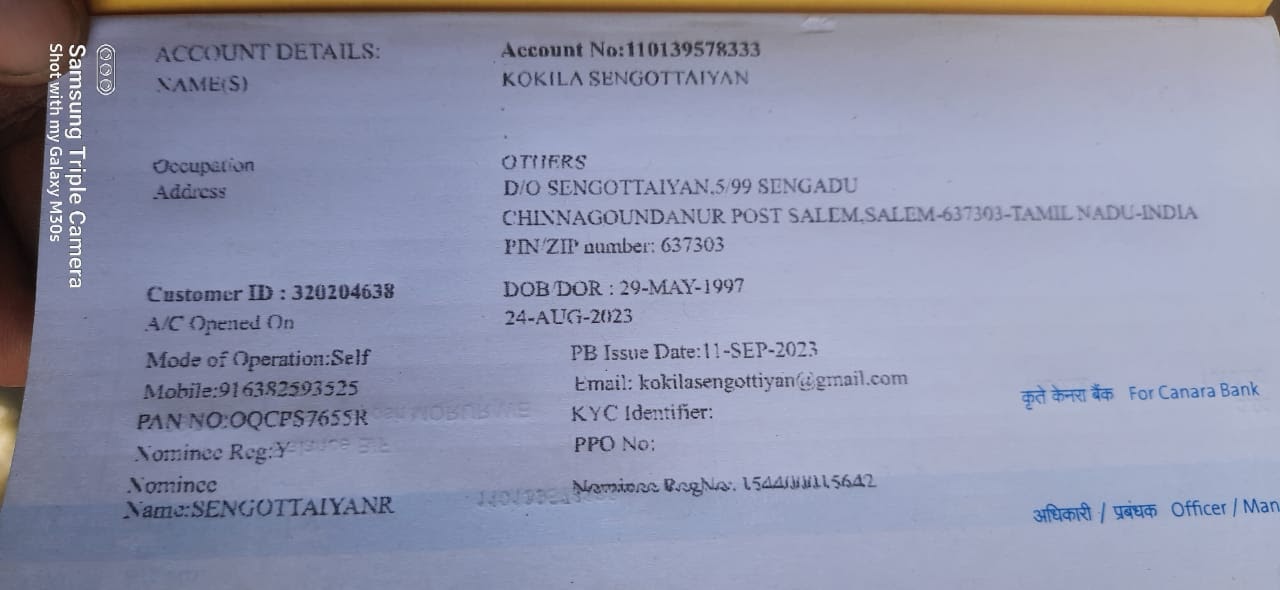 ACCOUNT DETAILS: Account No:110139578333
NAME(S) KOKILA SENGOTTAIYAN
Occupation OTHERS
Address D/O SENGOTTAIYAN.5/99 SENGADU
CHINNAGOUNDANUR POST SALEM,SALEM-637303-TAMIL NADU-INDIA
PIN/ZIP number: 637303
Customer ID : 320204638 DOB/DOR : 29-MAY-1997
A/C Opened On 24-AUG-2023
Mode of Operation:Self PB Issue Date:11-SEP-2023
Mobile:916382593525 Email: kokilasengottiyan@gmail.com
PAN NO:OQCPS7655R KYC Identifier:
Nominee Reg:Y PPO No:
Nominee Nominee RegNo.
Name:SENGOTTAIYANR
कृते केनरा बैंक For Canara Bank
अधिकारी / प्रबंधक Officer / Man
Samsung Triple Camera
Shot with my Galaxy M30s